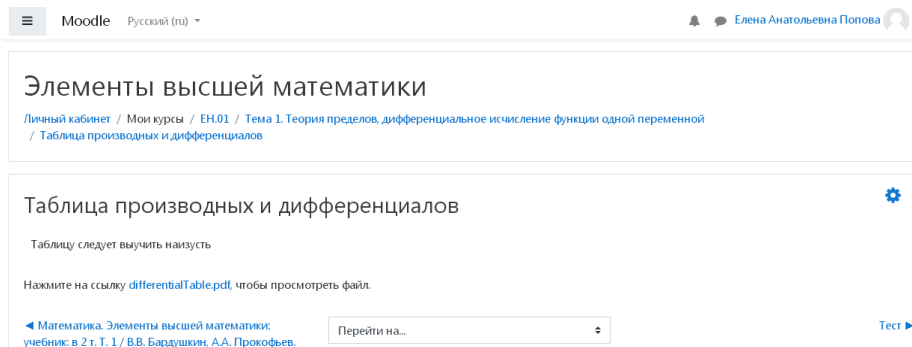 Moodle Русский (ru) Елена Анатольевна Попова
Элементы высшей математики
Личный кабинет / Мои курсы / ЕН.01 / Тема 1. Теория пределов, дифференциальное исчисление функции одной переменной
/ Таблица производных и дифференциалов
Таблица производных и дифференциалов
Таблицу следует выучить наизусть
Нажмите на ссылку differentialTable.pdf, чтобы просмотреть файл.
◄ Математика. Элементы высшей математики: Перейти на... Тест ►
учебник: в 2 т. Т. 1 / В.В. Бардушкин, А.А. Прокофьев.